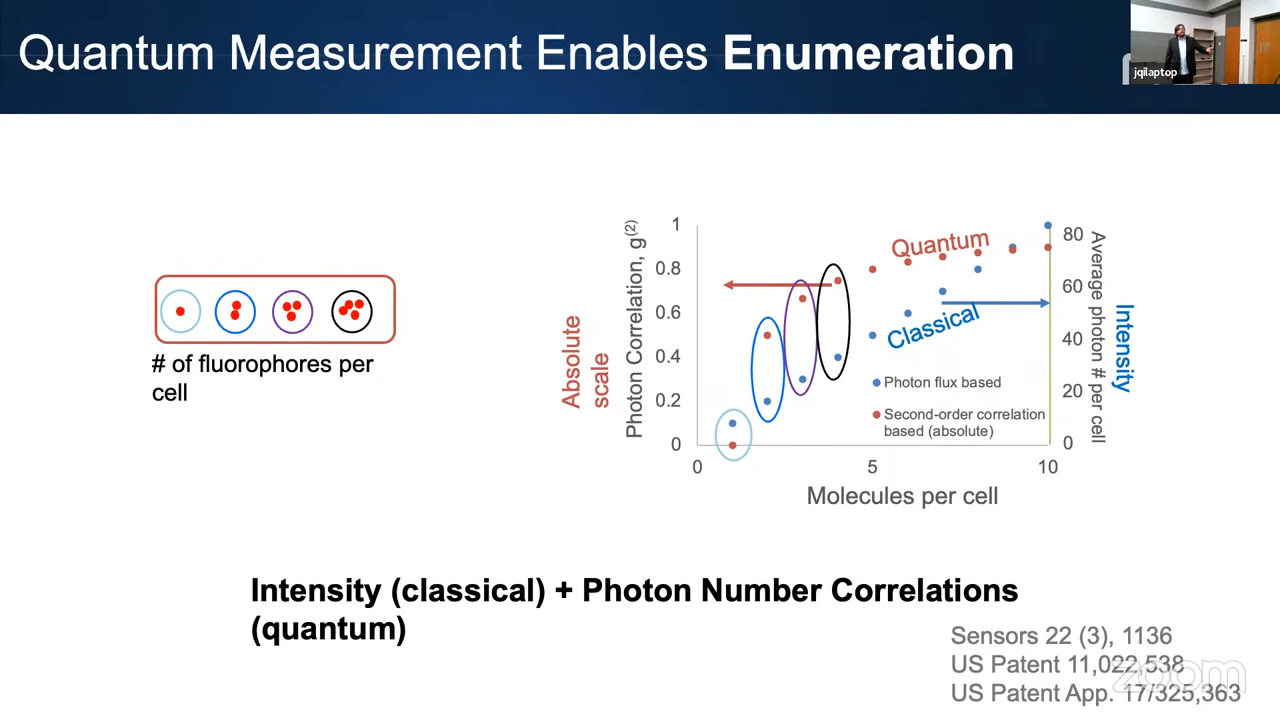 Quantum Measurement Enables Enumeration
jqilaptop
# of fluorophores per
cell
Absolute
scale
Photon Correlation, g(2)
1
0.8
0.6
0.4
0.2
0
0
5
10
Molecules per cell
Quantum
Classical
Photon flux based
Second-order correlation
based (absolute)
80
60
40
20
0
Average photon # per cell
Intensity
Intensity (classical) + Photon Number Correlations
(quantum)
Sensors 22 (3), 1136
US Patent 11,022,538
US Patent App. 17/325,363
zoom